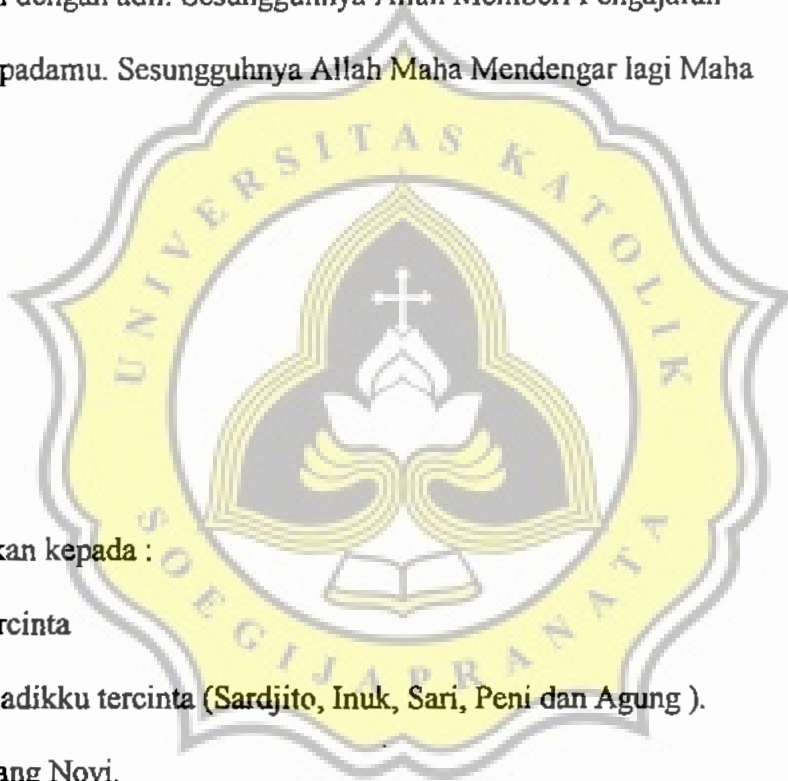 dengan adil. Sesungguhnya Allah Memberi Pengajaran
padamu. Sesungguhnya Allah Maha Mendengar lagi Maha
UNIVERSITAS KATOLIK
SOEGIJAPRANATA
kan kepada :
rcinta
adikku tercinta (Sardjito, Inuk, Sari, Peni dan Agung ).
ang Novi.